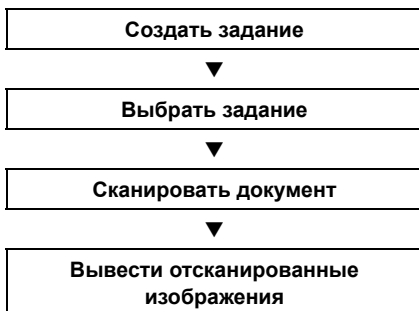 Создать задание
▼
Выбрать задание
▼
Сканировать документ
▼
Вывести отсканированные
изображения